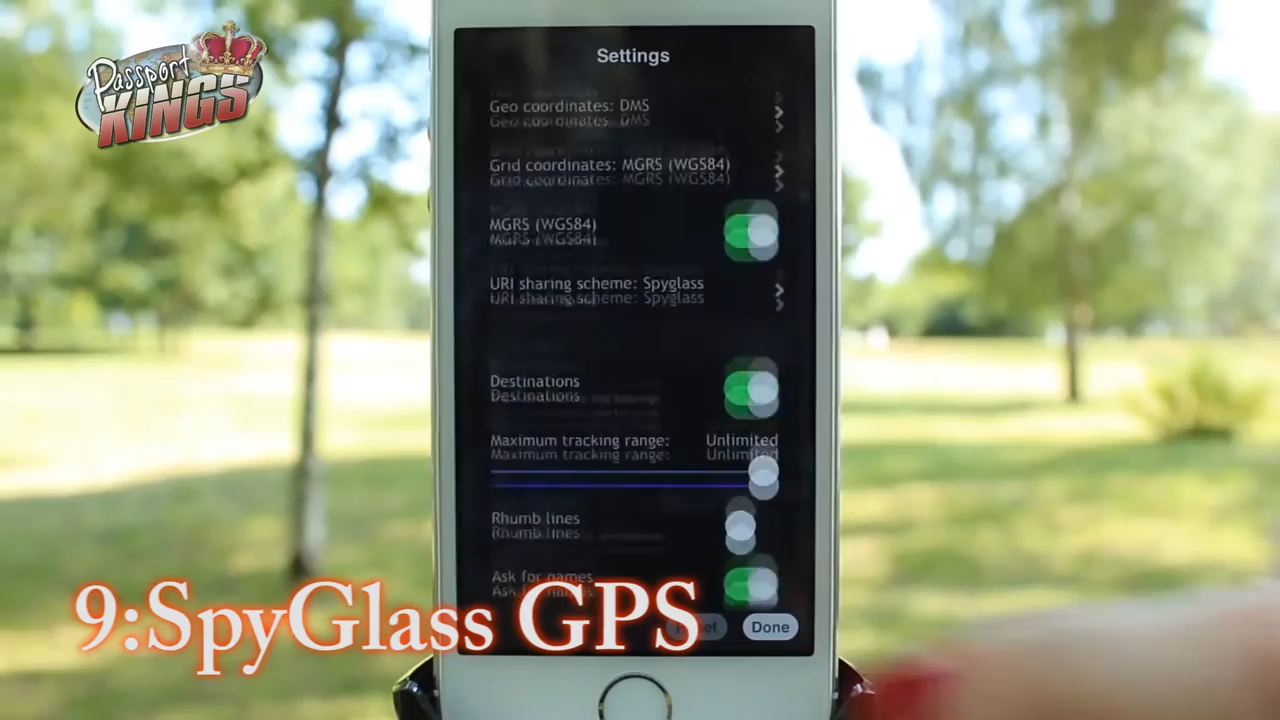 Passport
KINGS
Settings
Geo coordinates: DMS
Grid coordinates: MGRS (WGS84)
MGRS (WGS84)
URI sharing scheme: Spyglass
Destinations
Maximum tracking range: Unlimited
Rhumb lines
Ask for names
9:SpyGlass GPS
Done